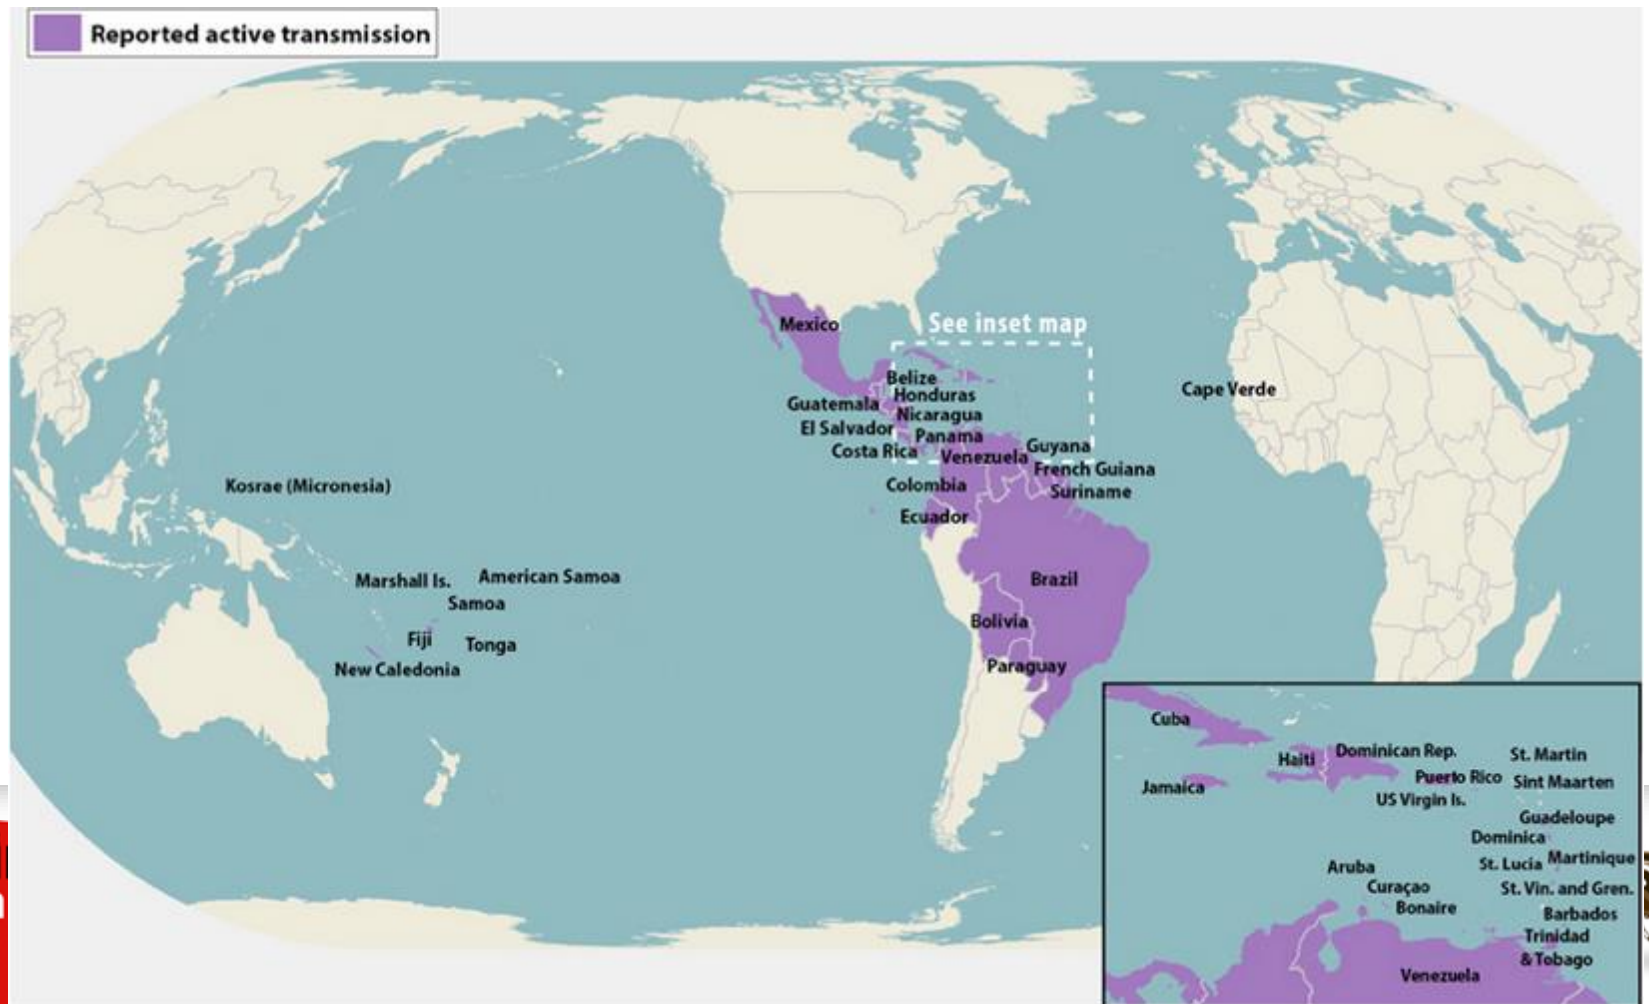 Reported active transmission
See inset map
Mexico
Belize
Honduras
Guatemala
Nicaragua
El Salvador
Panama
Costa Rica
Guyana
Venezuela
French Guiana
Colombia
Suriname
Ecuador
Brazil
Bolivia
Paraguay
Cape Verde
Kosrae (Micronesia)
Marshall Is.
American Samoa
Samoa
Fiji
Tonga
New Caledonia
Cuba
Haiti
Dominican Rep.
St. Martin
Jamaica
Puerto Rico
Sint Maarten
US Virgin Is.
Guadeloupe
Dominica
St. Lucia
Martinique
Aruba
Curaçao
St. Vin. and Gren.
Bonaire
Barbados
Trinidad
& Tobago
Venezuela